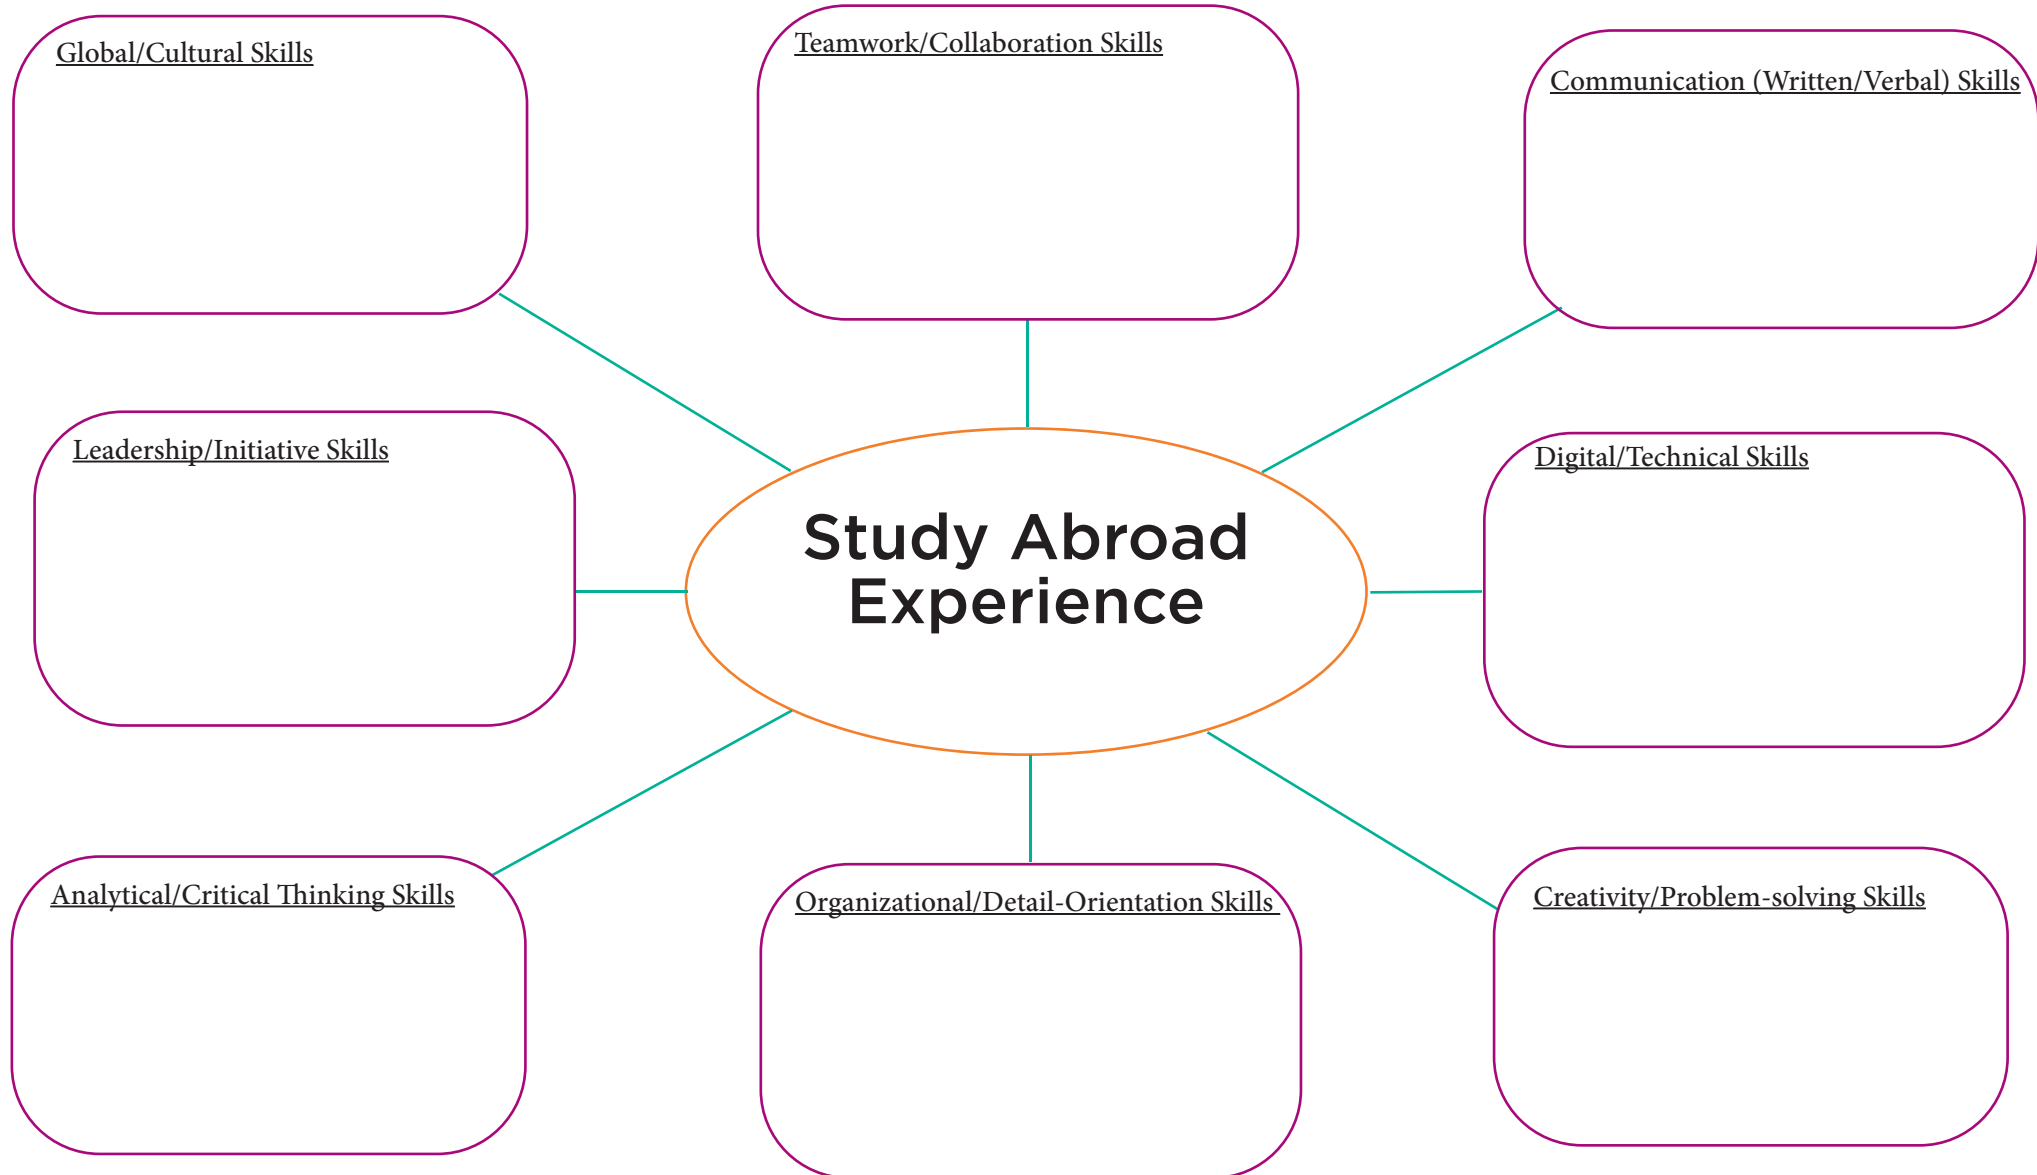 Global/Cultural Skills
Teamwork/Collaboration Skills
Communication (Written/Verbal) Skills
Leadership/Initiative Skills
Digital/Technical Skills
Study Abroad
Experience
Analytical/Critical Thinking Skills
Organizational/Detail-Orientation Skills
Creativity/Problem-solving Skills